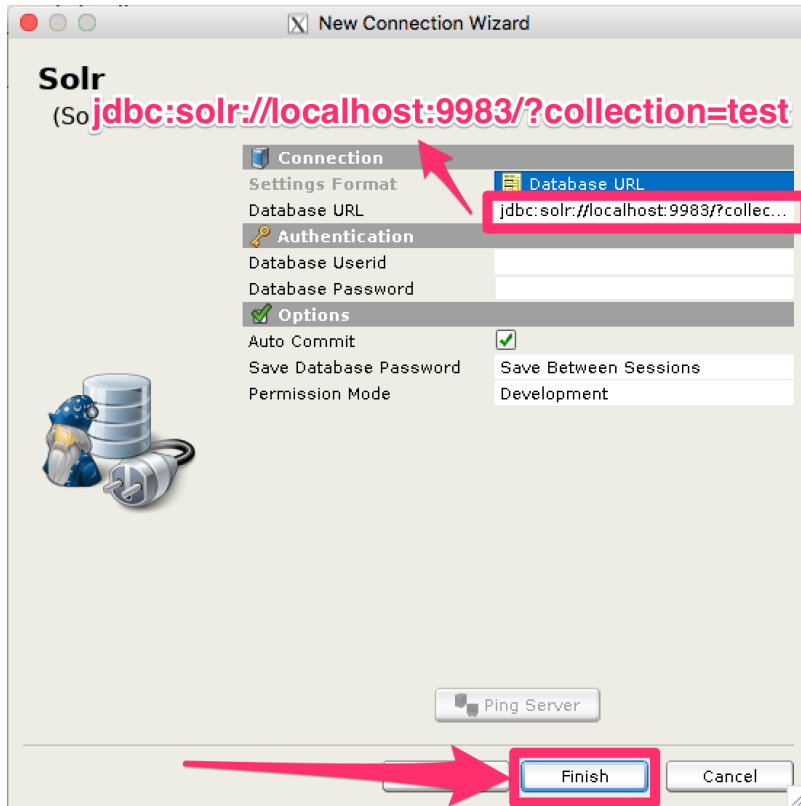 New Connection Wizard
Solr
(So
jdbc:solr://localhost:9983/?collection=test
Connection
Settings Format Database URL
Database URL jdbc:solr://localhost:9983/?collec...
Authentication
Database Userid
Database Password
Options
Auto Commit
Save Database Password Save Between Sessions
Permission Mode Development
Ping Server
Finish Cancel